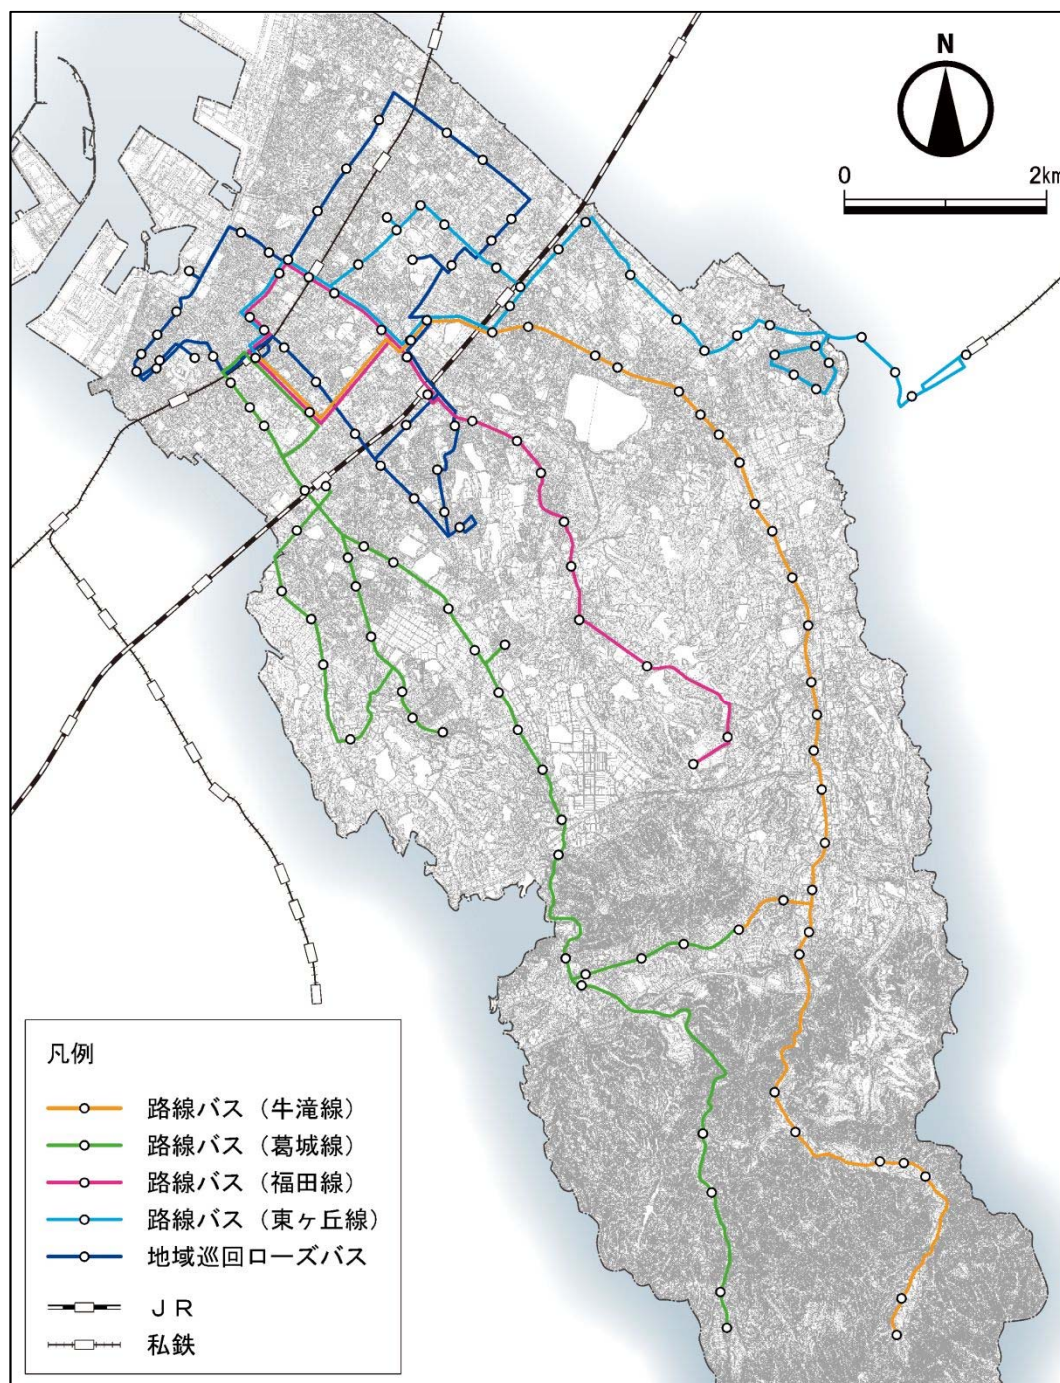 N
0 2km
凡例
路線バス（牛滝線）
路線バス（葛城線）
路線バス（福田線）
路線バス（東ヶ丘線）
地域巡回ローズバス
ＪＲ
私鉄